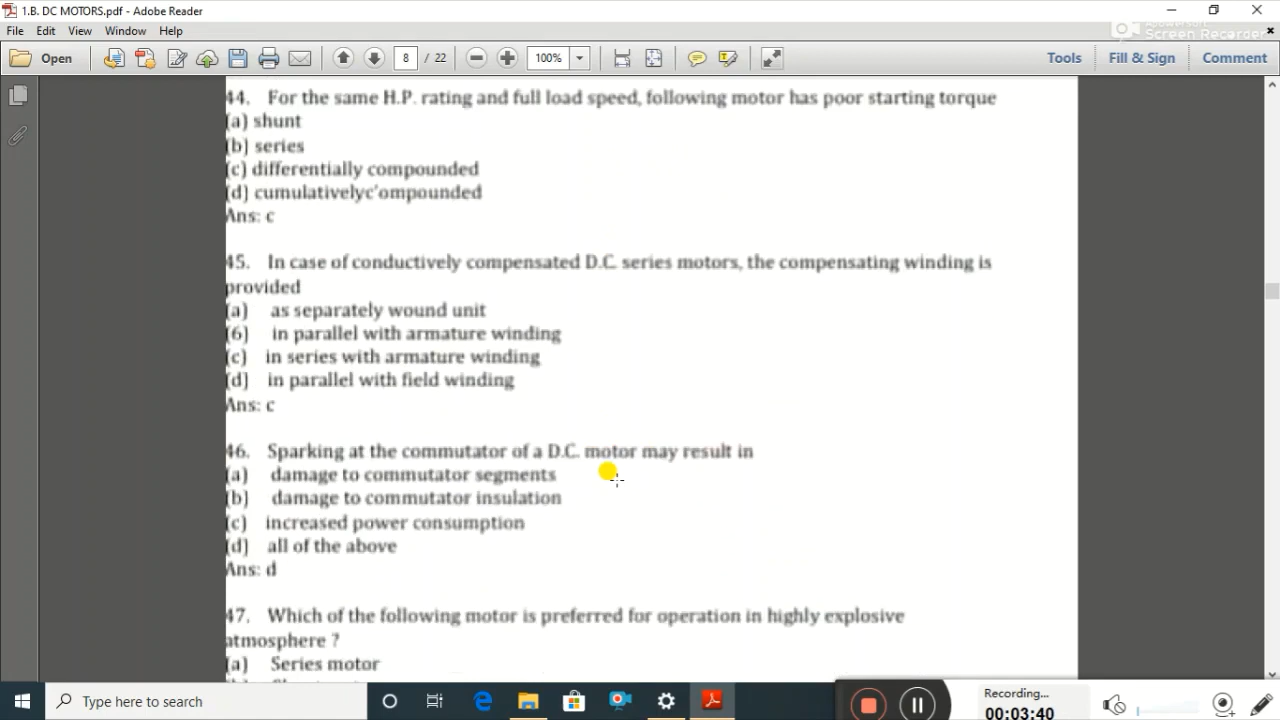 1.B. DC MOTORS.pdf - Adobe Reader
File Edit View Window Help
Screen Recorder
Open 8 / 22 100% Tools Fill & Sign Comment
44. For the same H.P. rating and full load speed, following motor has poor starting torque
(a) shunt
(b) series
(c) differentially compounded
(d) cumulativelyc'ompounded
Ans: c
45. In case of conductively compensated D.C. series motors, the compensating winding is
provided
(a) as separately wound unit
(6) in parallel with armature winding
(c) in series with armature winding
(d) in parallel with field winding
Ans: c
46. Sparking at the commutator of a D.C. motor may result in
(a) damage to commutator segments
(b) damage to commutator insulation
(c) increased power consumption
(d) all of the above
Ans: d
47. Which of the following motor is preferred for operation in highly explosive
atmosphere ?
(a) Series motor
Type here to search
Recording...
00:03:40